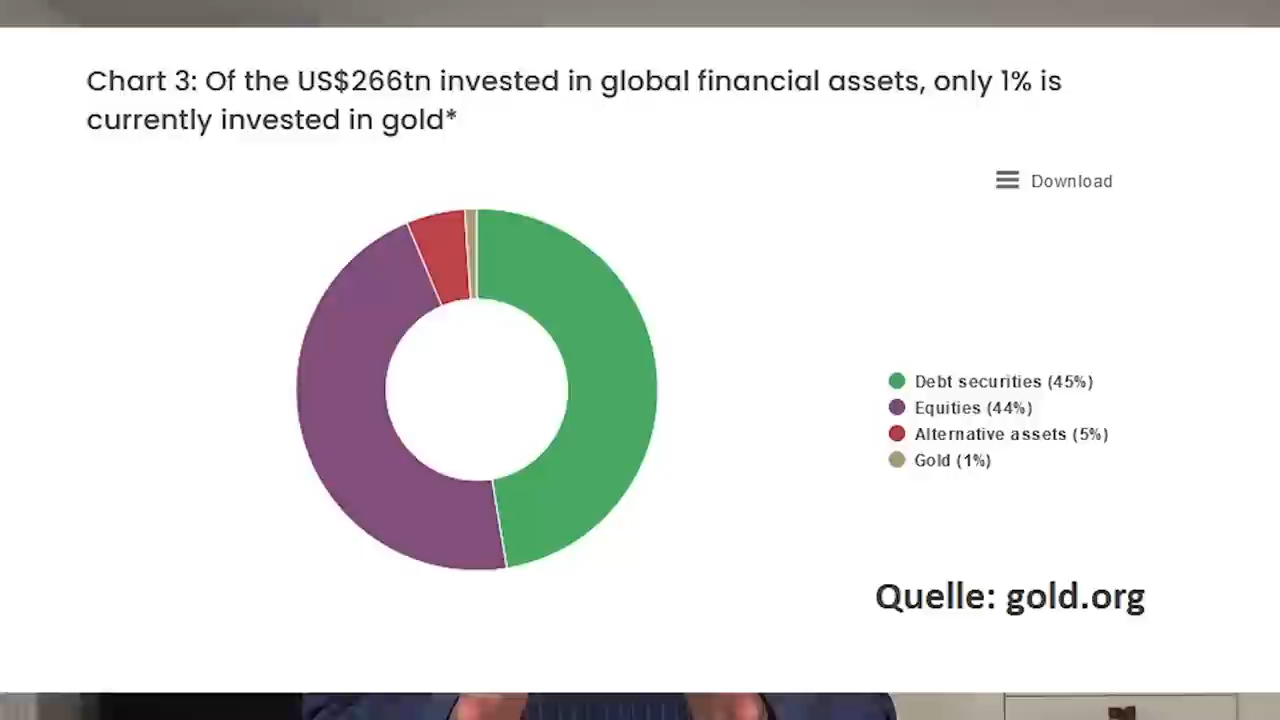 Chart 3: Of the US$266tn invested in global financial assets, only 1% is
currently invested in gold*
Download
Debt securities (45%)
Equities (44%)
Alternative assets (5%)
Gold (1%)
Quelle: gold.org